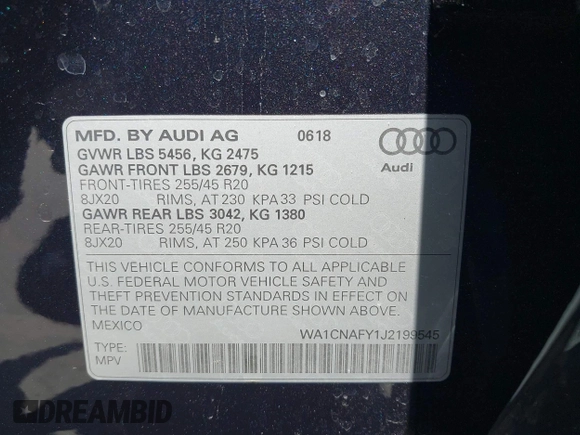 MFD. BY AUDI AG 0618
GVWR LBS 5456, KG 2475
GAWR FRONT LBS 2679, KG 1215
FRONT-TIRES 255/45 R20
8JX20 RIMS, AT 230 KPA 33 PSI COLD
GAWR REAR LBS 3042, KG 1380
REAR-TIRES 255/45 R20
8JX20 RIMS, AT 250 KPA 36 PSI COLD
Audi
THIS VEHICLE CONFORMS TO ALL APPLICABLE
U.S. FEDERAL MOTOR VEHICLE SAFETY AND
THEFT PREVENTION STANDARDS IN EFFECT ON
THE DATE OF MANUFACTURE SHOWN ABOVE.
MEXICO
WA1CNAFY1J2199545
TYPE:
MPV
DREAMBID